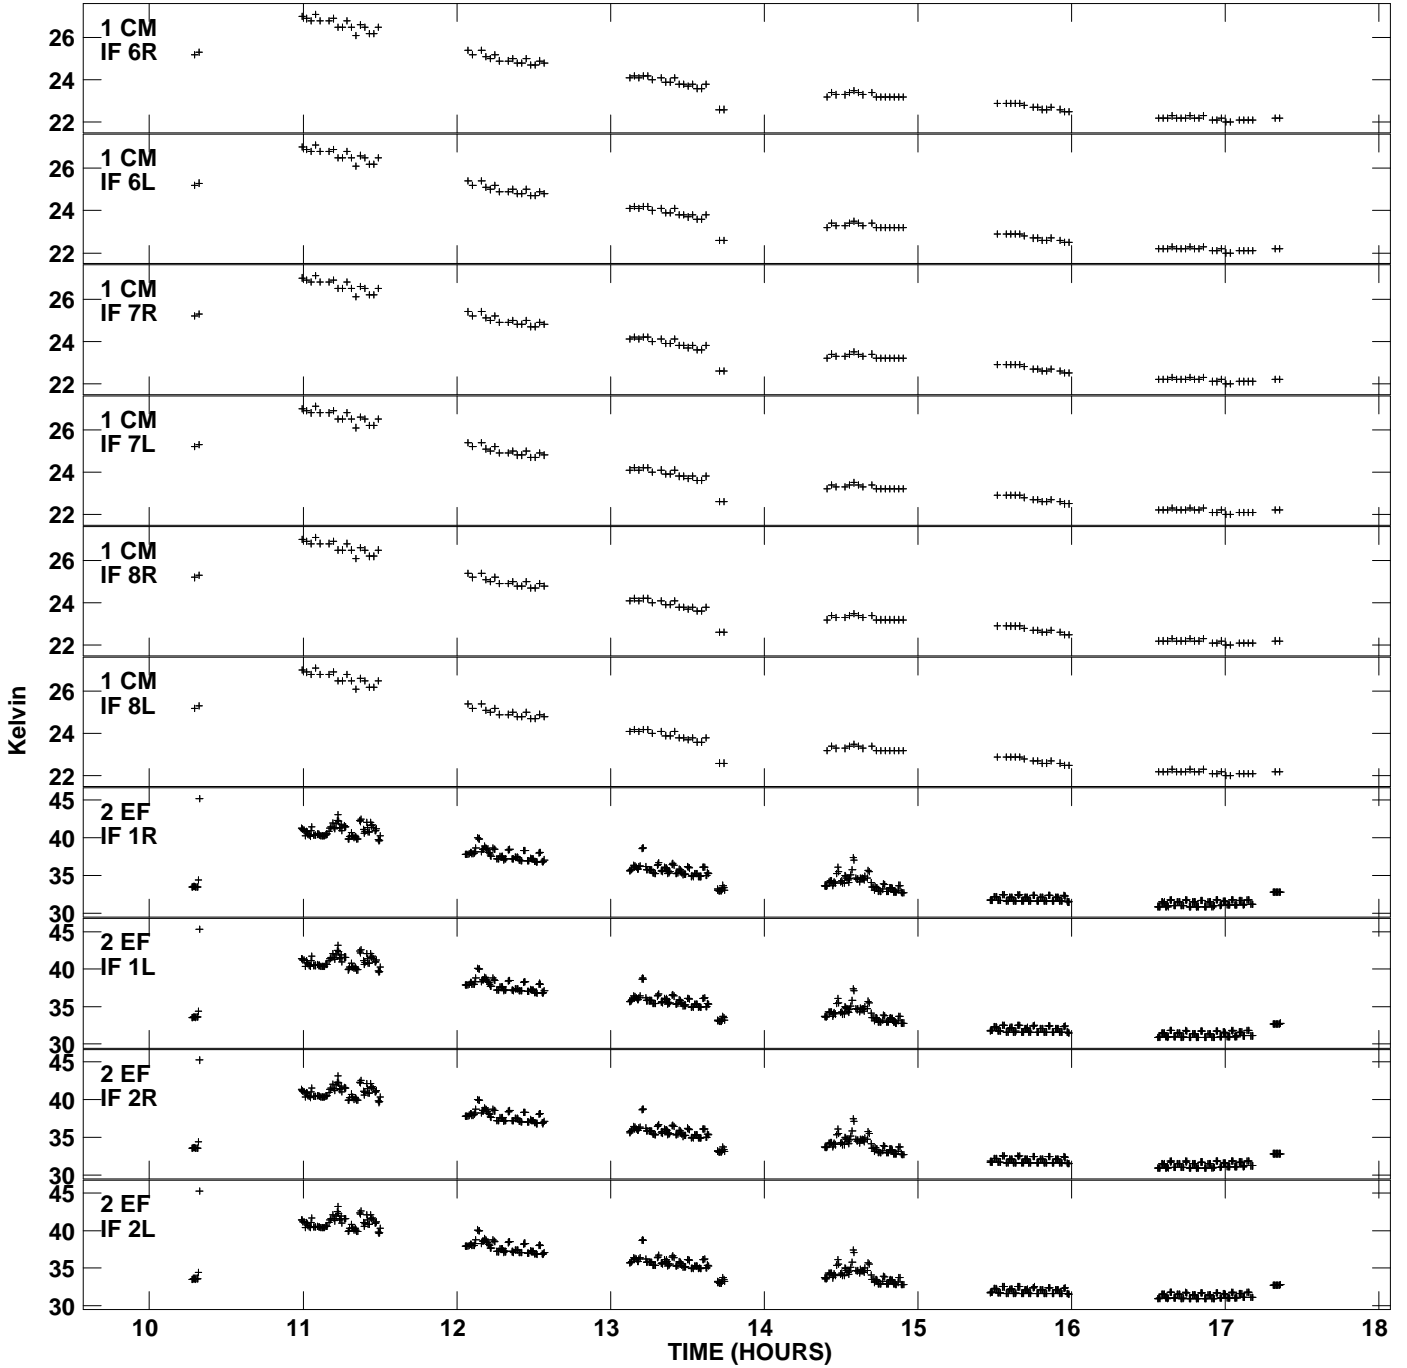 1 CM
IF 6R
26
24
22
1 CM
IF 6L
26
24
22
1 CM
IF 7R
26
24
22
1 CM
IF 7L
26
24
22
1 CM
IF 8R
26
24
22
1 CM
IF 8L
26
24
22
Kelvin
2 EF
IF 1R
45
40
35
30
2 EF
IF 1L
45
40
35
30
2 EF
IF 2R
45
40
35
30
2 EF
IF 2L
45
40
35
30
10 11 12 13 14 15 16 17 18
TIME (HOURS)